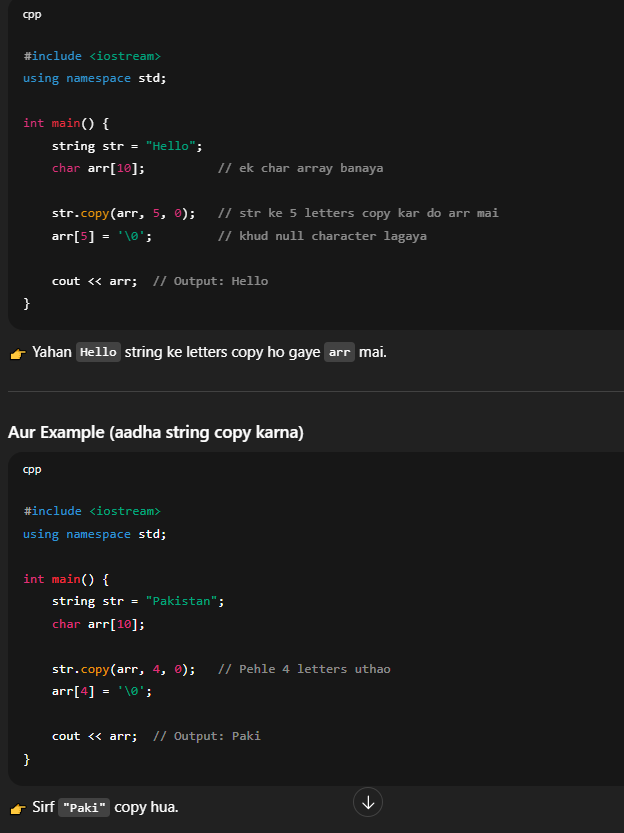 cpp
#include <iostream>
using namespace std;
int main() {
    string str = "Hello";
    char arr[10];          // ek char array banaya
    str.copy(arr, 5, 0);   // str ke 5 letters copy kar do arr mai
    arr[5] = '\0';         // khud null character lagaya
    cout << arr;  // Output: Hello
}
👉 Yahan Hello string ke letters copy ho gaye arr mai.
Aur Example (aadha string copy karna)
cpp
#include <iostream>
using namespace std;
int main() {
    string str = "Pakistan";
    char arr[10];
    str.copy(arr, 4, 0);   // Pehle 4 letters uthao
    arr[4] = '\0';
    cout << arr;  // Output: Paki
}
👉 Sirf "Paki" copy hua.